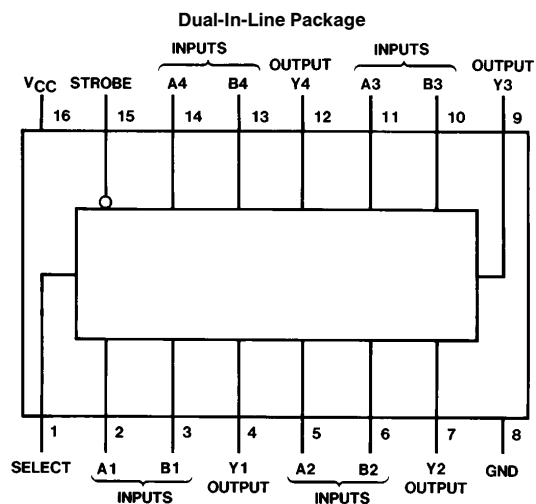 Dual-In-Line Package
INPUTS INPUTS
OUTPUT OUTPUT
VCC STROBE A4 B4 Y4 A3 B3 Y3
16 15 14 13 12 11 10 9
1 2 3 4 5 6 7 8
SELECT A1 B1 Y1 A2 B2 Y2 GND
INPUTS OUTPUT INPUTS OUTPUT